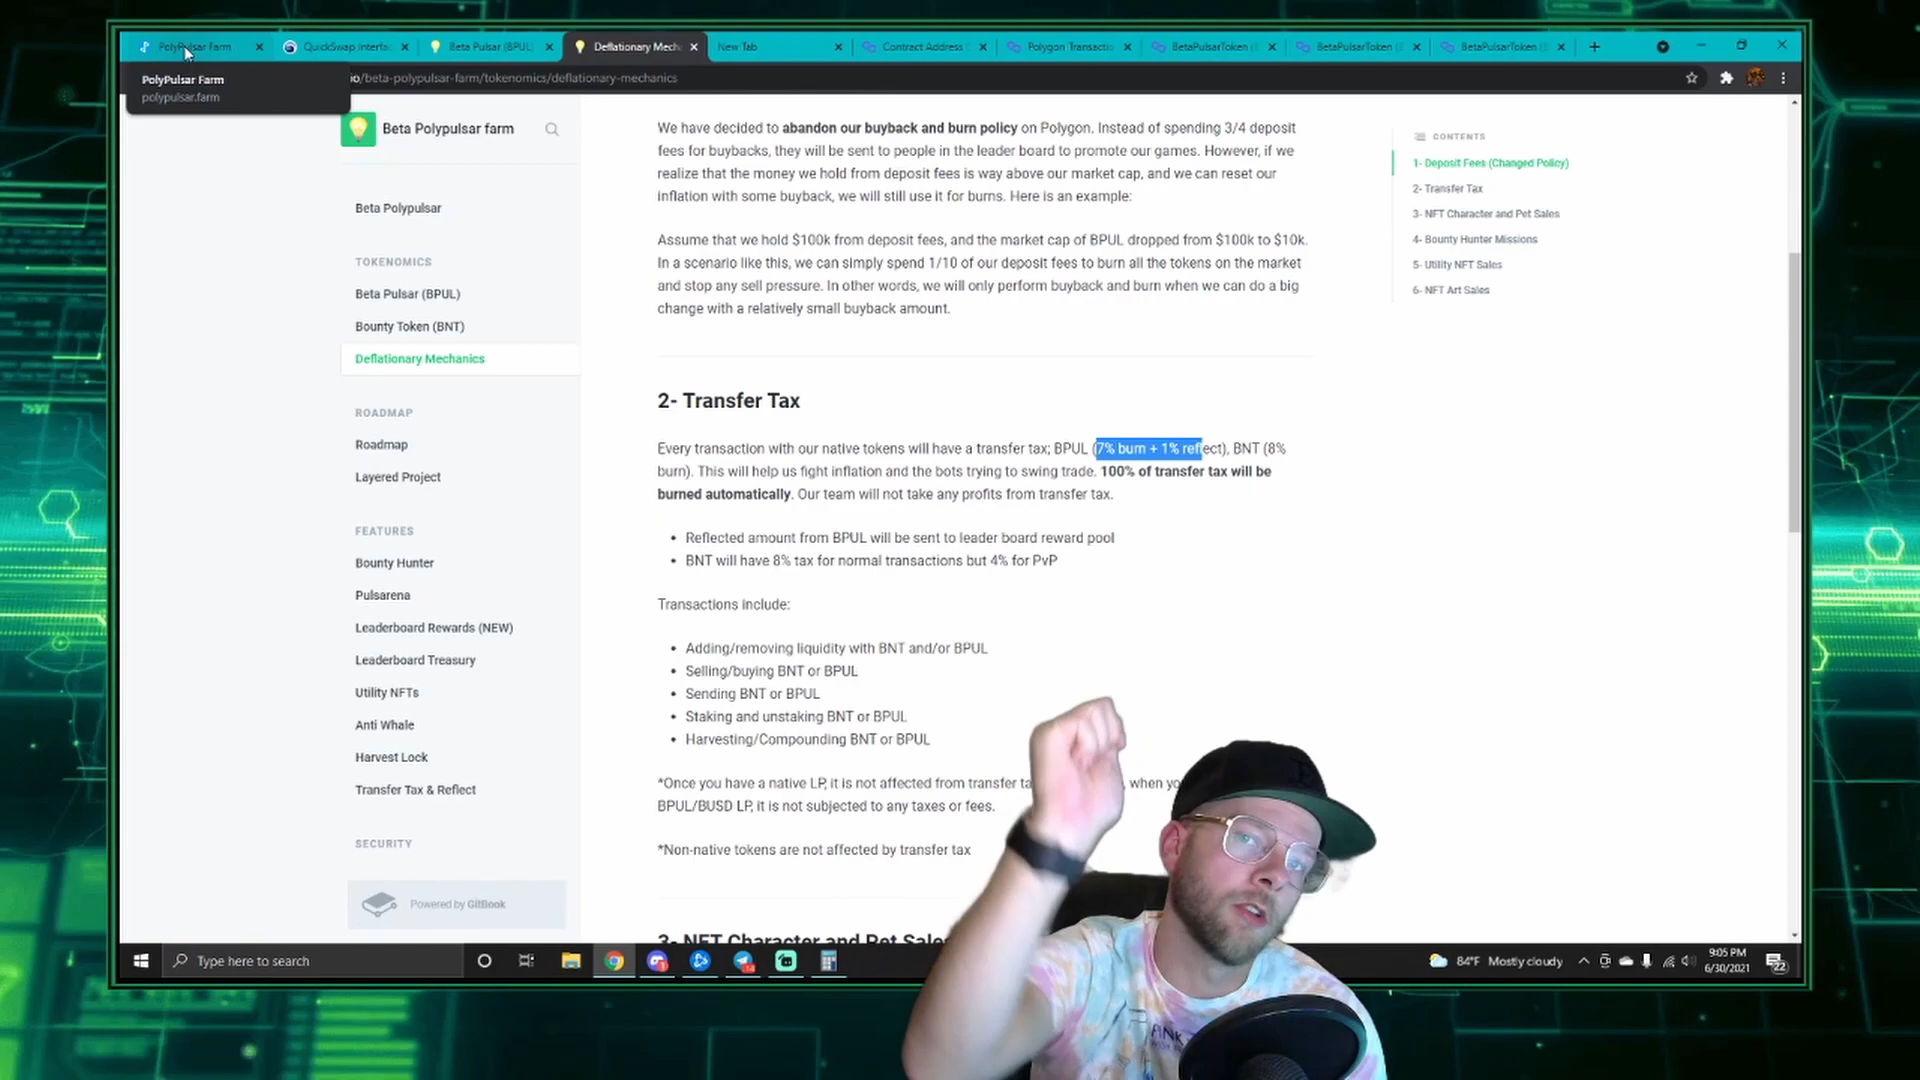 PolyPulsar Farm
QuickSwap Interfac
Beta Pulsar (BPUL)
Deflationary Mech
New Tab
Contract Address
Polygon Transactio
BetaPulsarToken (
BetaPulsarToken (
BetaPulsarToken (
PolyPulsar Farm
polypulsar.farm
io/beta-polypulsar-farm/tokenomics/deflationary-mechanics
Beta Polypulsar farm
Beta Polypulsar
TOKENOMICS
Beta Pulsar (BPUL)
Bounty Token (BNT)
Deflationary Mechanics
ROADMAP
Roadmap
Layered Project
FEATURES
Bounty Hunter
Pulsarena
Leaderboard Rewards (NEW)
Leaderboard Treasury
Utility NFTs
Anti Whale
Harvest Lock
Transfer Tax & Reflect
SECURITY
Powered by GitBook
We have decided to abandon our buyback and burn policy on Polygon. Instead of spending 3/4 deposit
fees for buybacks, they will be sent to people in the leader board to promote our games. However, if we
realize that the money we hold from deposit fees is way above our market cap, and we can reset our
inflation with some buyback, we will still use it for burns. Here is an example:
Assume that we hold $100k from deposit fees, and the market cap of BPUL dropped from $100k to $10k.
In a scenario like this, we can simply spend 1/10 of our deposit fees to burn all the tokens on the market
and stop any sell pressure. In other words, we will only perform buyback and burn when we can do a big
change with a relatively small buyback amount.
2- Transfer Tax
Every transaction with our native tokens will have a transfer tax; BPUL (7% burn + 1% reflect), BNT (8%
burn). This will help us fight inflation and the bots trying to swing trade. 100% of transfer tax will be
burned automatically. Our team will not take any profits from transfer tax.
• Reflected amount from BPUL will be sent to leader board reward pool
• BNT will have 8% tax for normal transactions but 4% for PvP
Transactions include:
• Adding/removing liquidity with BNT and/or BPUL
• Selling/buying BNT or BPUL
• Sending BNT or BPUL
• Staking and unstaking BNT or BPUL
• Harvesting/Compounding BNT or BPUL
*Once you have a native LP, it is not affected from transfer ta , when yo
BPUL/BUSD LP, it is not subjected to any taxes or fees.
*Non-native tokens are not affected by transfer tax
3- NFT Character and Pet Sales
CONTENTS
1- Deposit Fees (Changed Policy)
2- Transfer Tax
3- NFT Character and Pet Sales
4- Bounty Hunter Missions
5- Utility NFT Sales
6- NFT Art Sales
Type here to search
84°F Mostly cloudy
9:05 PM
6/30/2021
22